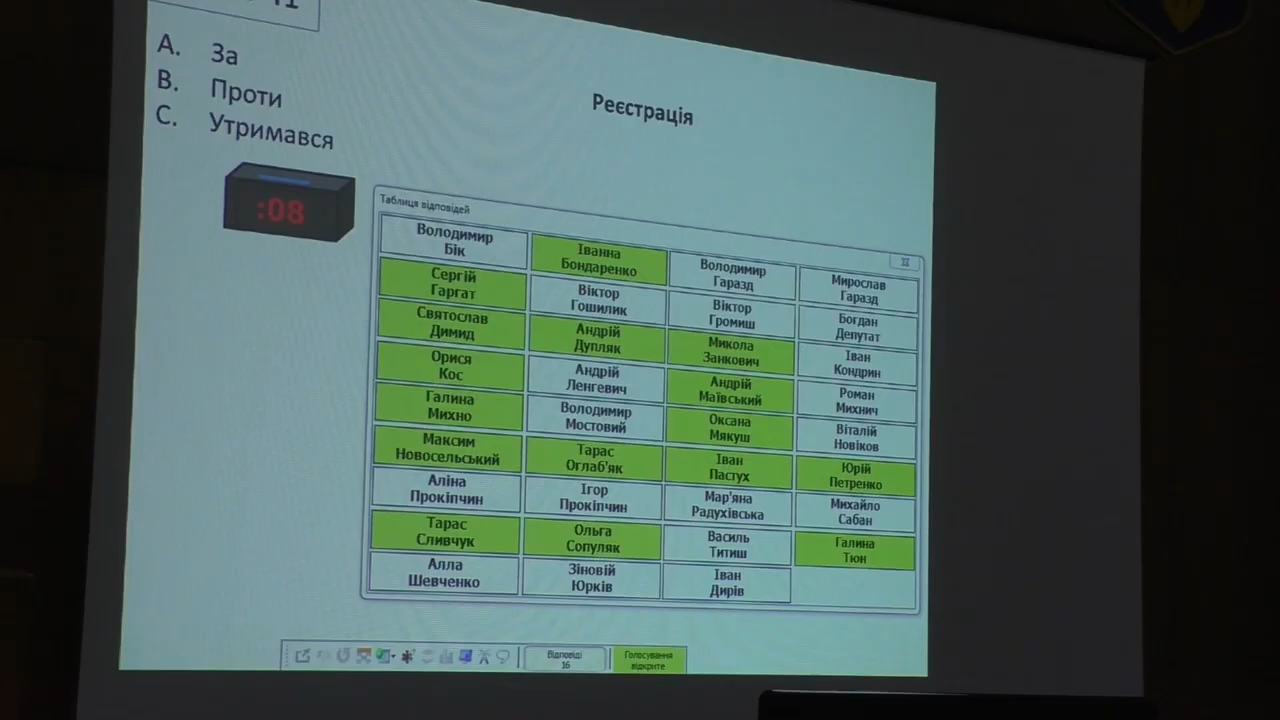 A. За
B. Проти
C. Утримався
Реєстрація
:08
Таблиця відповідей
Володимир Бік
Іванна Бондаренко
Володимир Гаразд
Мирослав Гаразд
Сергій Гаргат
Віктор Гошилик
Віктор Громиш
Богдан Депутат
Святослав Димид
Андрій Дупляк
Микола Занкович
Іван Кондрин
Орися Кос
Андрій Ленгевич
Андрій Маївський
Роман Михнич
Галина Михно
Володимир Мостовий
Оксана Мякуш
Віталій Новіков
Максим Новосельський
Тарас Оглаб'як
Іван Пастух
Юрій Петренко
Аліна Прокіпчин
Ігор Прокіпчин
Мар'яна Радухівська
Михайло Сабан
Тарас Сливчук
Ольга Сопуляк
Василь Титиш
Галина Тюн
Алла Шевченко
Зіновій Юрків
Іван Дирів
Відповіді
16
Голосування
відкрите